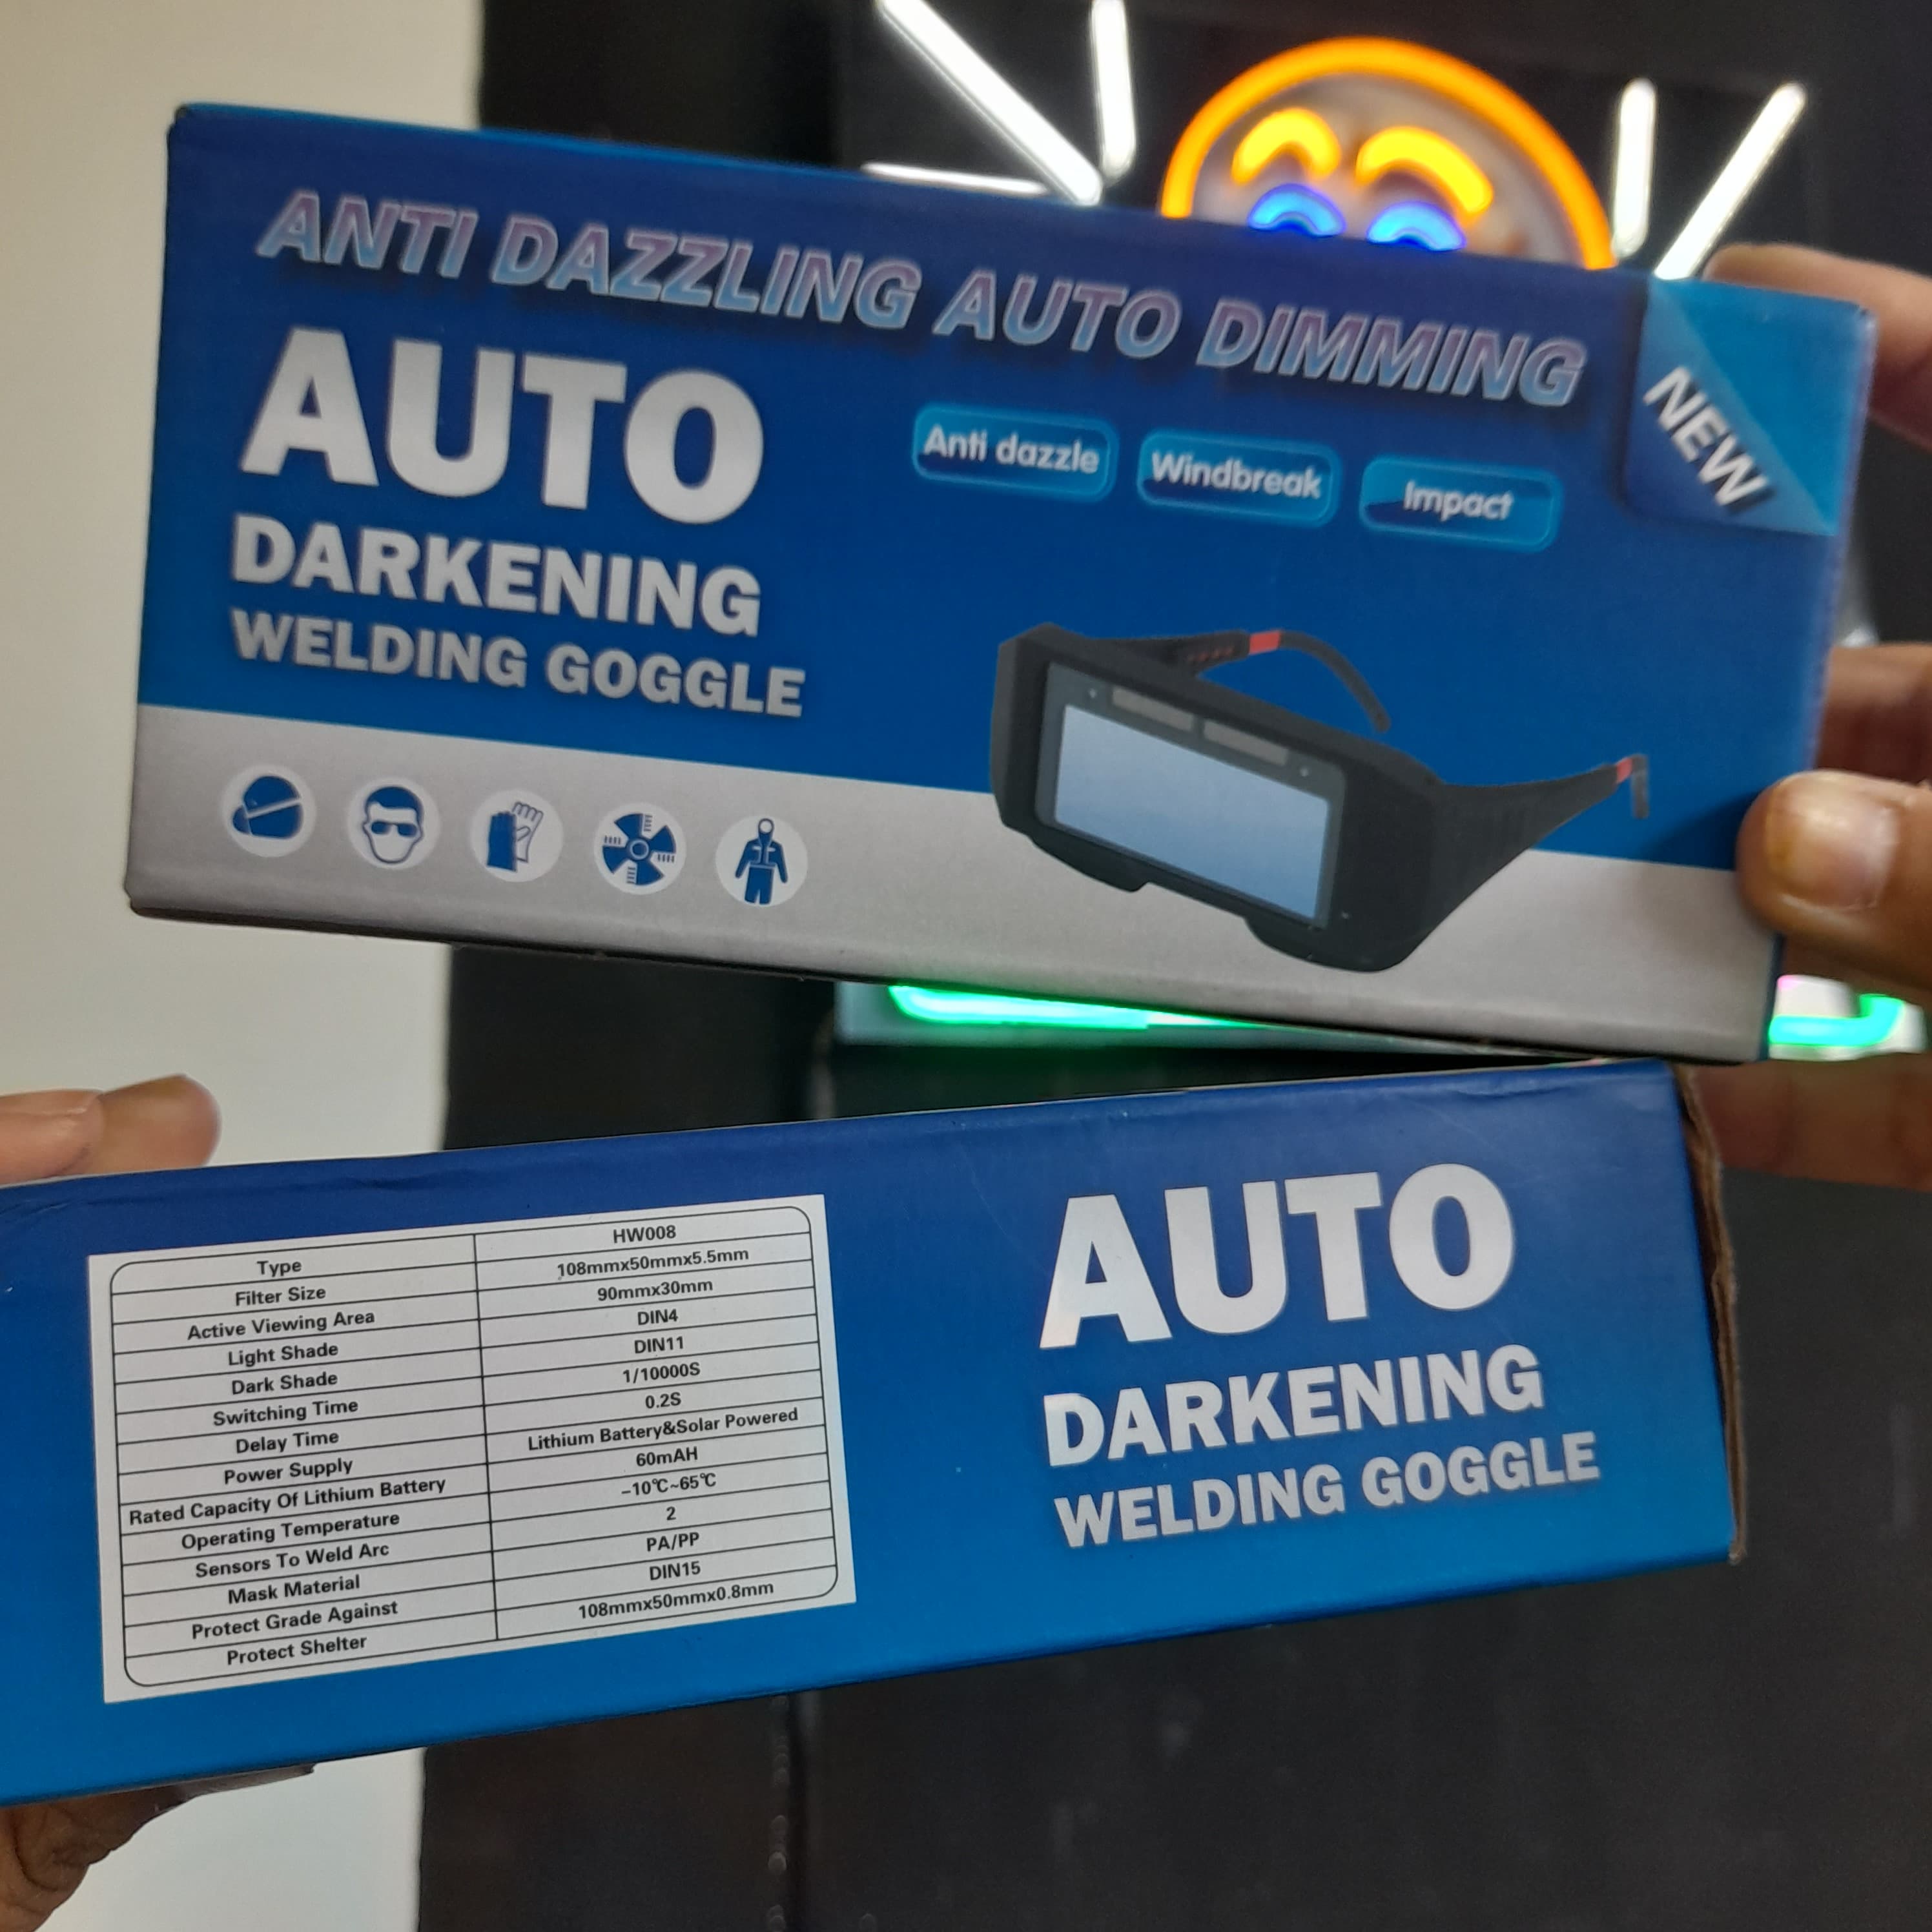 ANTI DAZZLING AUTO DIMMING
NEW
AUTO
DARKENING
WELDING GOGGLE
Anti dazzle
Windbreak
Impact
Type HW008
Filter Size 108mmx50mmx5.5mm
Active Viewing Area 90mmx30mm
Light Shade DIN4
Dark Shade DIN11
Switching Time 1/10000S
Delay Time 0.2S
Power Supply Lithium Battery&Solar Powered
Rated Capacity Of Lithium Battery 60mAH
Operating Temperature -10℃~65℃
Sensors To Weld Arc 2
Mask Material PA/PP
Protect Grade Against DIN15
Protect Shelter 108mmx50mmx0.8mm
AUTO
DARKENING
WELDING GOGGLE